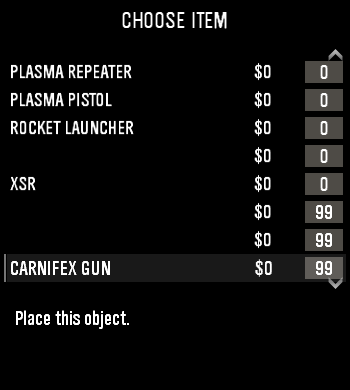 CHOOSE ITEM
PLASMA REPEATER $0 0
PLASMA PISTOL $0 0
ROCKET LAUNCHER $0 0
$0 0
XSR $0 0
$0 99
$0 99
CARNIFEX GUN $0 99
Place this object.